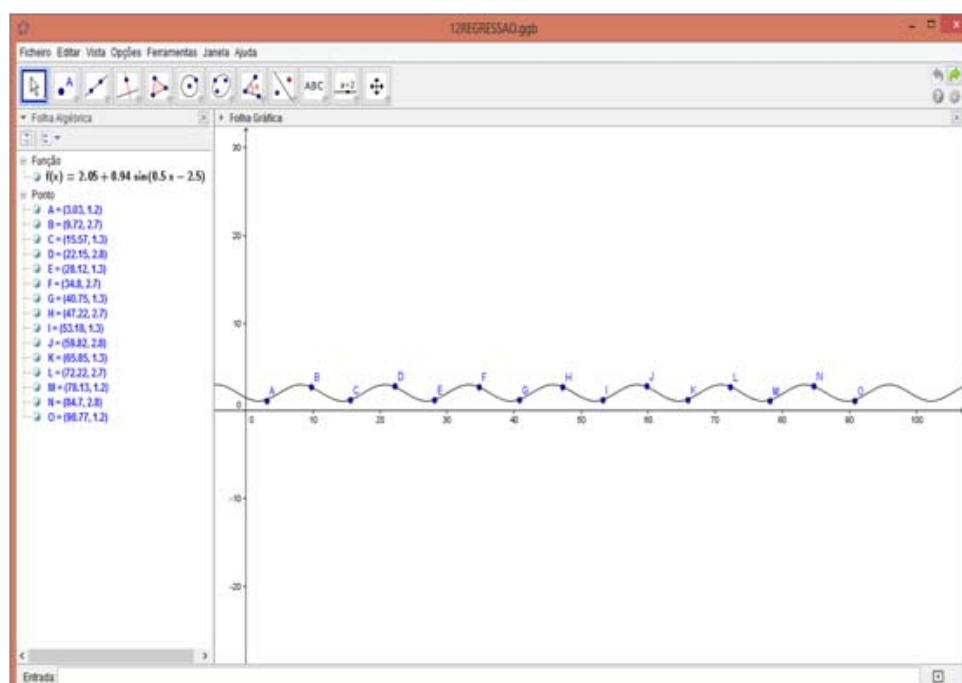 12REGRESSAO.ggb
Ficheiro Editar Vista Opções Ferramentas Janela Ajuda
ABC a=2
Folha Algébrica
Folha Gráfica
Função
f(x) = 2.05 + 0.94 sin(0.5 x − 2.5)
Ponto
A = (3.03, 1.2)
B = (9.72, 2.7)
C = (15.57, 1.3)
D = (22.15, 2.8)
E = (28.12, 1.3)
F = (34.8, 2.7)
G = (40.75, 1.3)
H = (47.22, 2.7)
I = (53.18, 1.3)
J = (59.82, 2.8)
K = (65.85, 1.3)
L = (72.22, 2.7)
M = (78.13, 1.2)
N = (84.7, 2.8)
O = (90.77, 1.2)
30
20
10
A B C D E F G H I J K L M N O
0
0 10 20 30 40 50 60 70 80 90 100
-10
-20
Entrada: